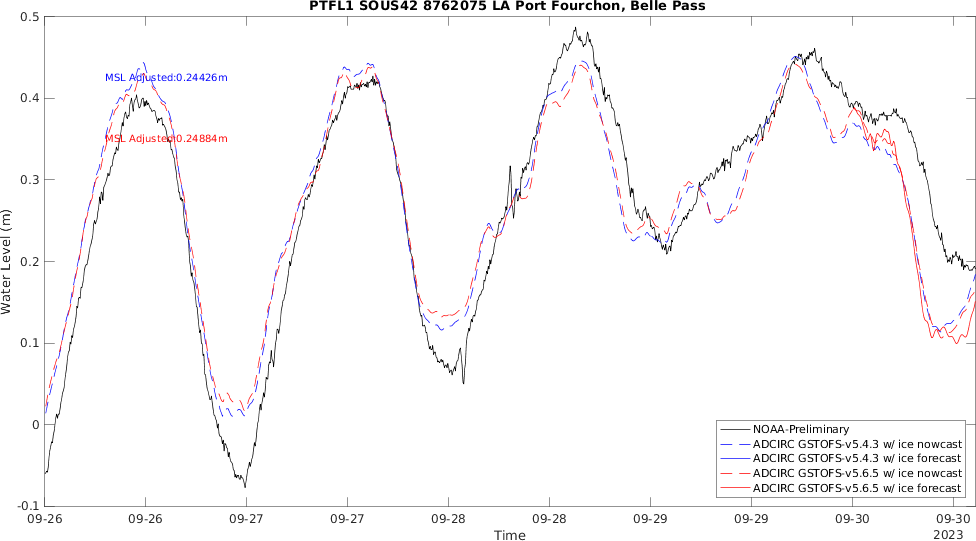 PTFL1 SOUS42 8762075 LA Port Fourchon, Belle Pass
0.5
0.4
0.3
0.2
0.1
0
-0.1
Water Level (m)
MSL Adjusted:0.24426m
MSL Adjusted:0.24884m
NOAA-Preliminary
ADCIRC GSTOFS-v5.4.3 w/ ice nowcast
ADCIRC GSTOFS-v5.4.3 w/ ice forecast
ADCIRC GSTOFS-v5.6.5 w/ ice nowcast
ADCIRC GSTOFS-v5.6.5 w/ ice forecast
09-26 09-26 09-27 09-27 09-28 09-28 09-29 09-29 09-30 09-30
Time 2023